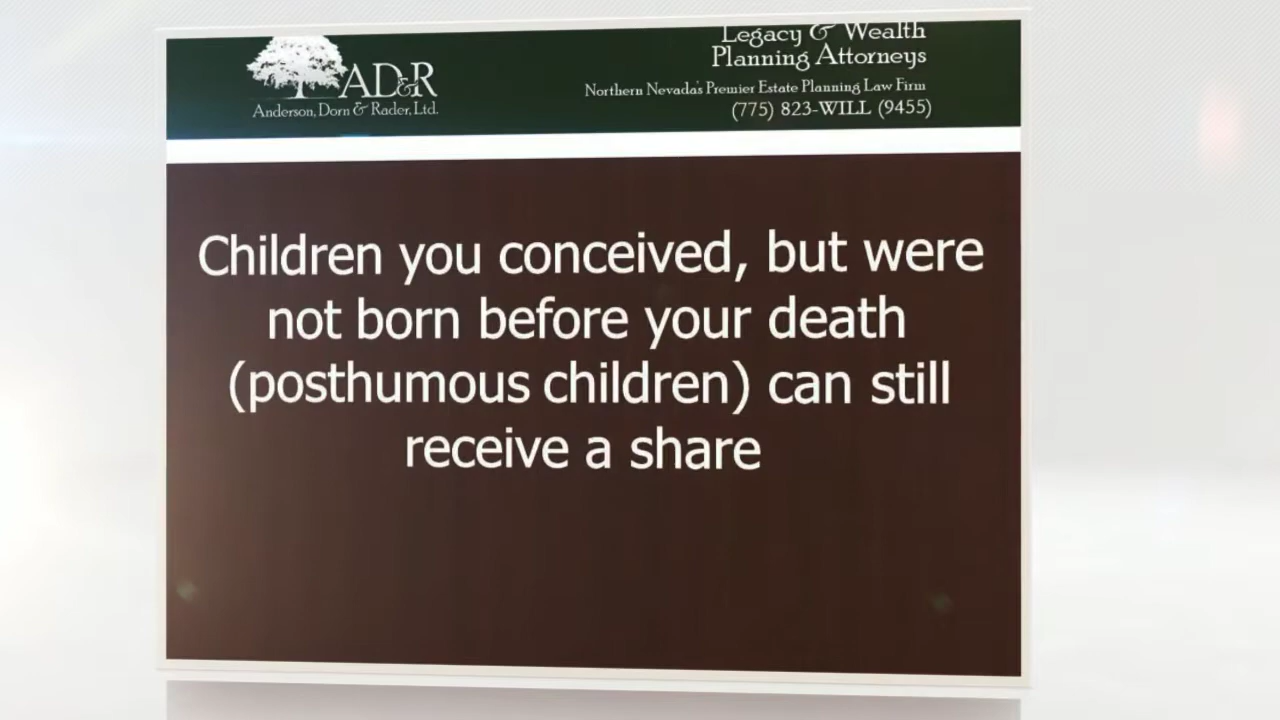 AD&R
Anderson, Dorn & Rader, Ltd.
Legacy & Wealth
Planning Attorneys
Northern Nevada's Premier Estate Planning Law Firm
(775) 823-WILL (9455)
Children you conceived, but were
not born before your death
(posthumous children) can still
receive a share